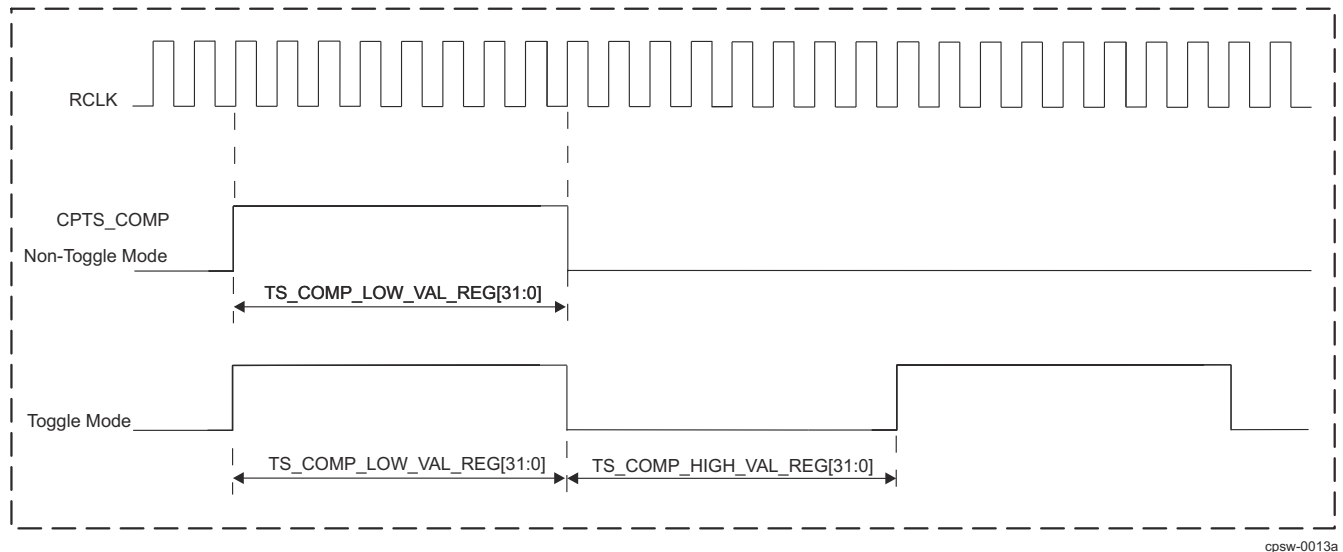 RCLK
CPTS_COMP
Non-Toggle Mode
TS_COMP_LOW_VAL_REG[31:0]
Toggle Mode
TS_COMP_LOW_VAL_REG[31:0]
TS_COMP_HIGH_VAL_REG[31:0]
cpsw-0013a